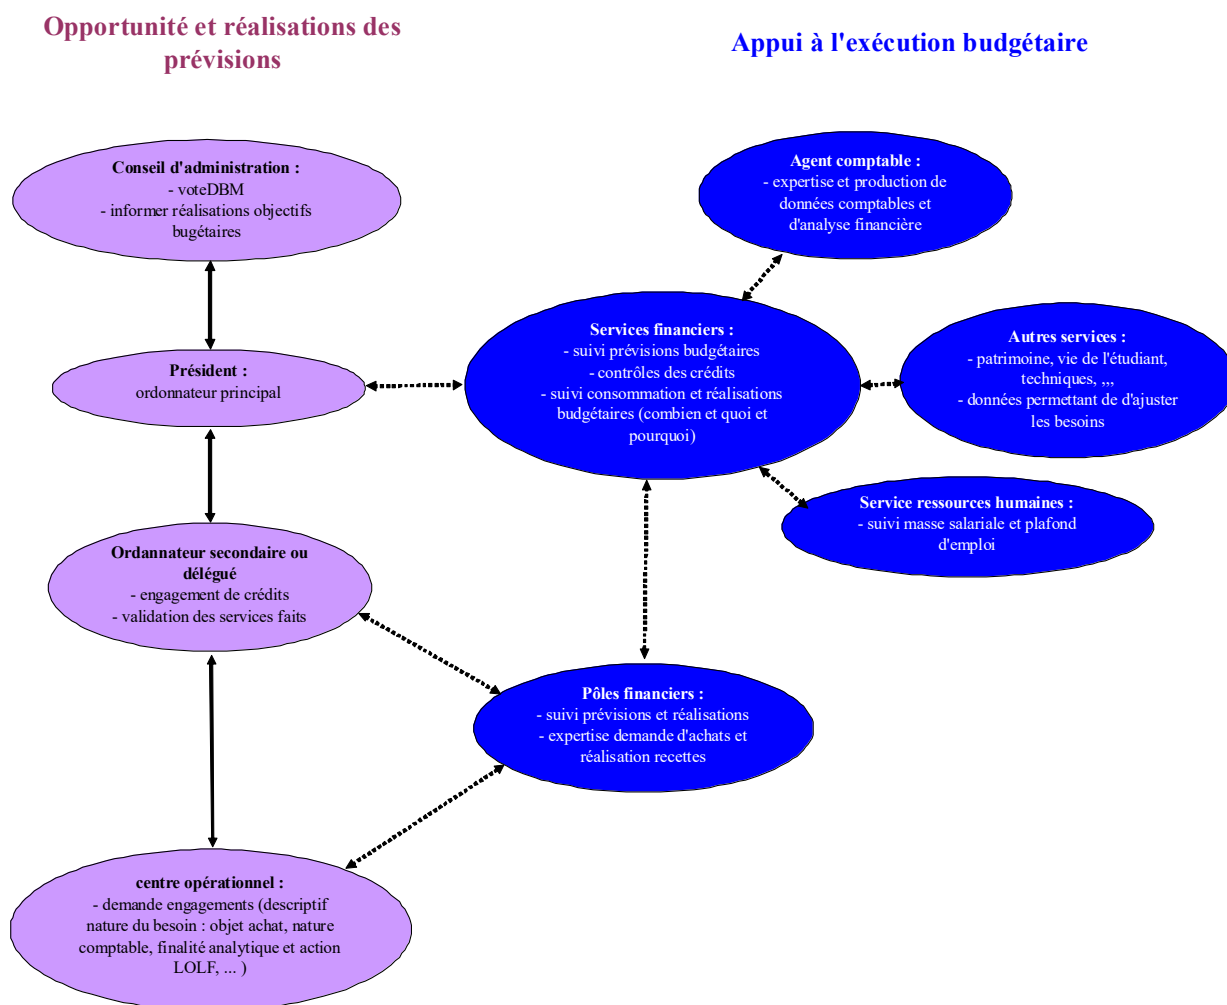 Opportunité et réalisations des
prévisions
Appui à l'exécution budgétaire
Conseil d'administration :
- voteDBM
- informer réalisations objectifs
bugétaires
Agent comptable :
- expertise et production de
données comptables et
d'analyse financière
Services financiers :
- suivi prévisions budgétaires
- contrôles des crédits
- suivi consommation et réalisations
budgétaires (combien et quoi et
pourquoi)
Autres services :
- patrimoine, vie de l'étudiant,
techniques, ,,,
- données permettant de d'ajuster
les besoins
Président :
ordonnateur principal
Service ressources humaines :
- suivi masse salariale et plafond
d'emploi
Ordannateur secondaire ou
délégué
- engagement de crédits
- validation des services faits
Pôles financiers :
- suivi prévisions et réalisations
- expertise demande d'achats et
réalisation recettes
centre opérationnel :
- demande engagements (descriptif
nature du besoin : objet achat, nature
comptable, finalité analytique et action
LOLF, ... )